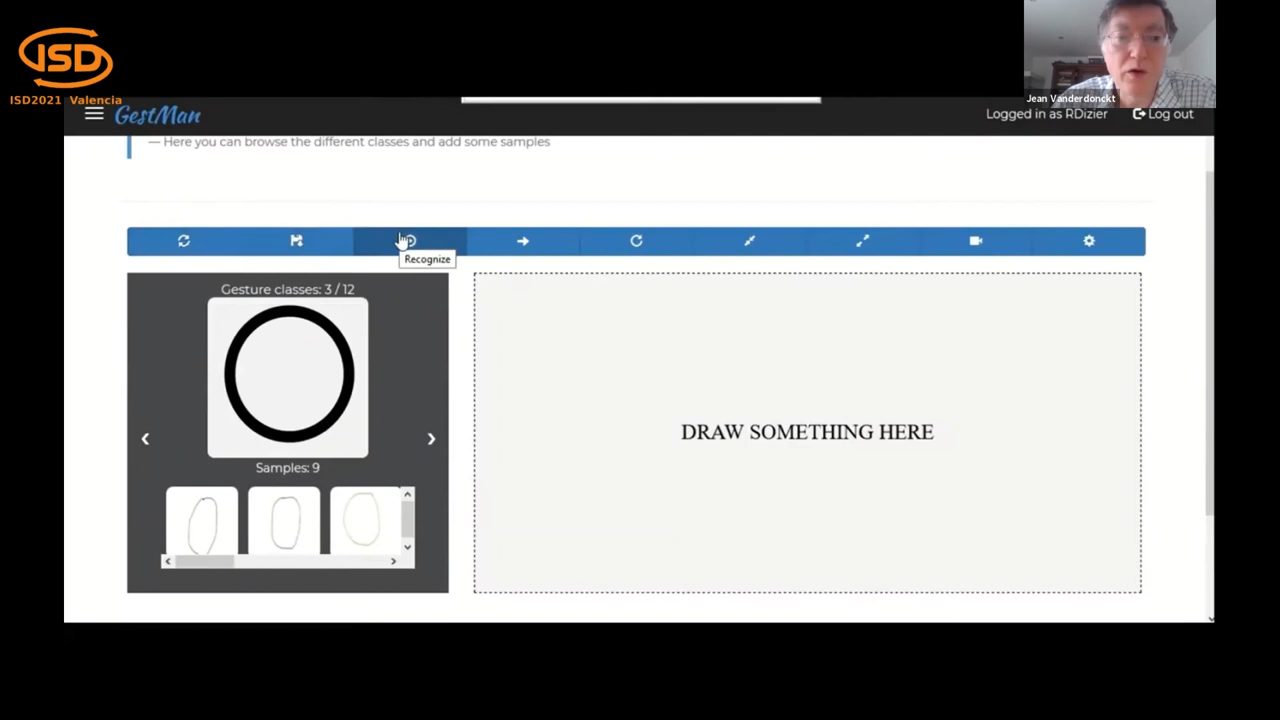 ISD
ISD2021 Valencia
Jean Vanderdonckt
GestMan
Logged in as RDizier
Log out
— Here you can browse the different classes and add some samples
Recognize
Gesture classes: 3 / 12
DRAW SOMETHING HERE
Samples: 9